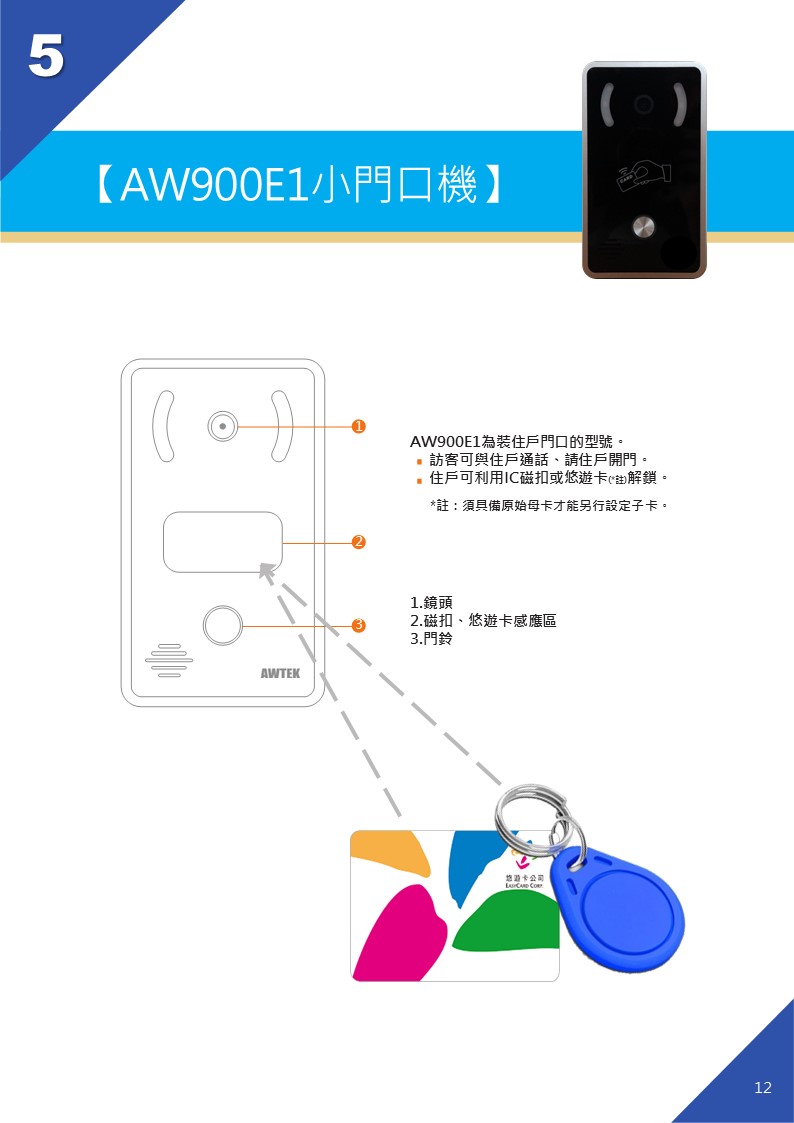 5
【AW900E1小門口機】
1
AW900E1為裝住戶門口的型號。
訪客可與住戶通話、請住戶開門。
住戶可利用IC磁扣或悠遊卡(*註)解鎖。
*註：須具備原始母卡才能另行設定子卡。
2
1.鏡頭
2.磁扣、悠遊卡感應區
3.門鈴
3
AWTEK
悠遊卡公司
EASYCARD CORP.
12